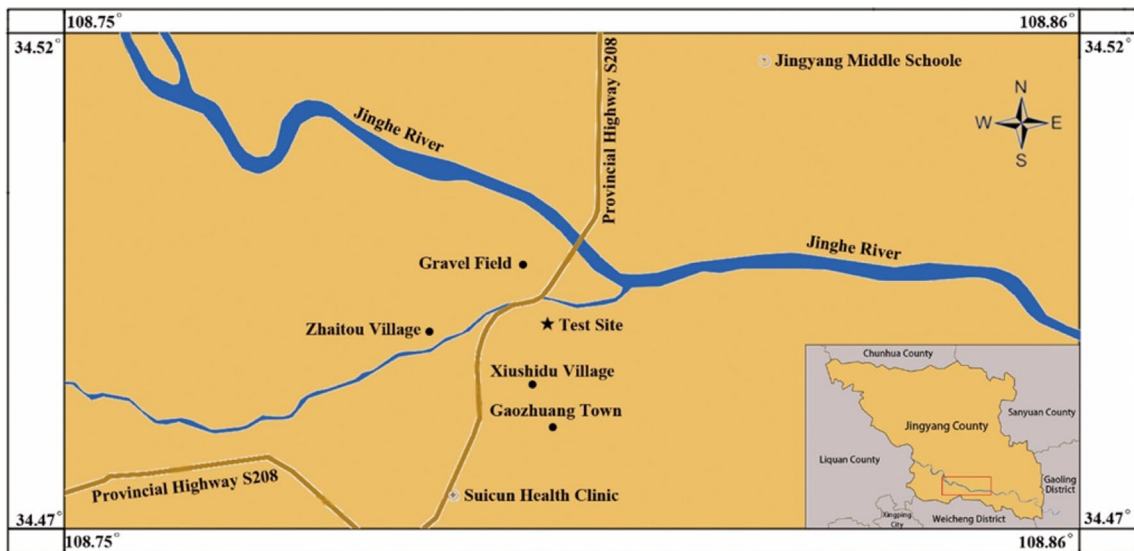 108.75°
108.86°
34.52°
34.52°
Jingyang Middle Schoole
Jinghe River
Provincial Highway S208
N
W
E
S
Jinghe River
Gravel Field
Zhaitou Village
Test Site
Xiushidu Village
Gaozhuang Town
Provincial Highway S208
Suicun Health Clinic
Chunhua County
Sanyuan County
Jingyang County
Liquan County
Gaoling
District
Xingping
City
Weicheng District
34.47°
34.47°
108.75°
108.86°